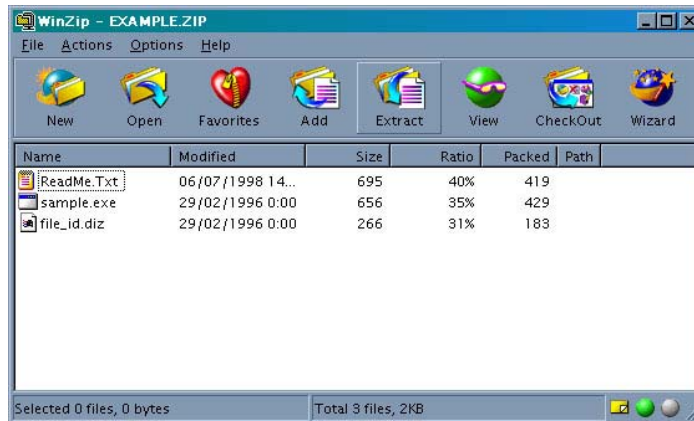 WinZip - EXAMPLE.ZIP
File Actions Options Help
New Open Favorites Add Extract View CheckOut Wizard
Name Modified Size Ratio Packed Path
ReadMe.Txt 06/07/1998 14... 695 40% 419
sample.exe 29/02/1996 0:00 656 35% 429
file_id.diz 29/02/1996 0:00 266 31% 183
Selected 0 files, 0 bytes Total 3 files, 2KB